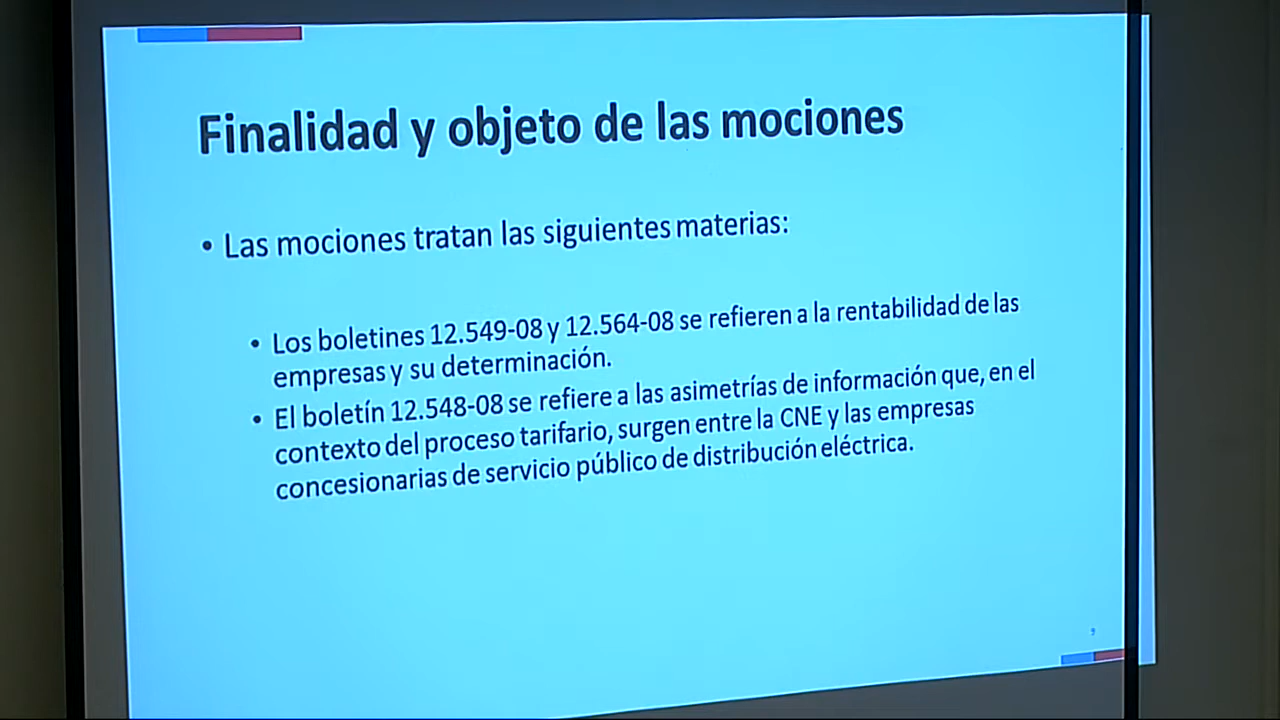 Finalidad y objeto de las mociones
• Las mociones tratan las siguientes materias:
• Los boletines 12.549-08 y 12.564-08 se refieren a la rentabilidad de las
empresas y su determinación.
• El boletín 12.548-08 se refiere a las asimetrías de información que, en el
contexto del proceso tarifario, surgen entre la CNE y las empresas
concesionarias de servicio público de distribución eléctrica.